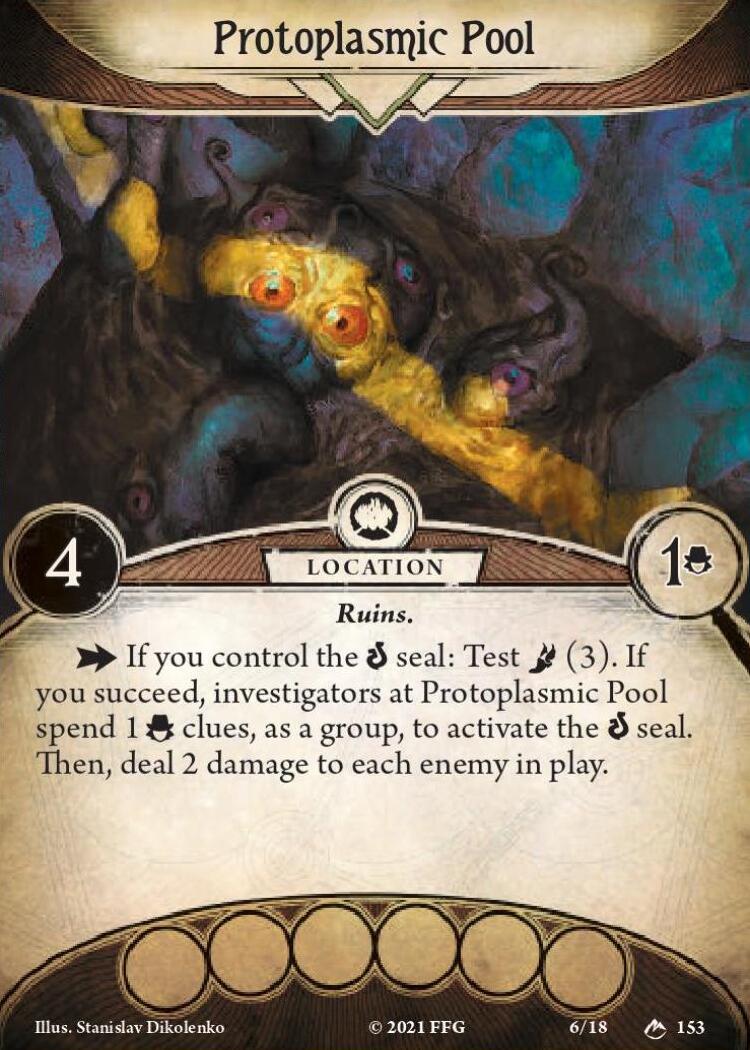 Protoplasmic Pool
4
LOCATION
1
Ruins.
If you control the seal: Test (3). If
you succeed, investigators at Protoplasmic Pool
spend 1 clues, as a group, to activate the seal.
Then, deal 2 damage to each enemy in play.
Illus. Stanislav Dikolenko © 2021 FFG 6/18 153